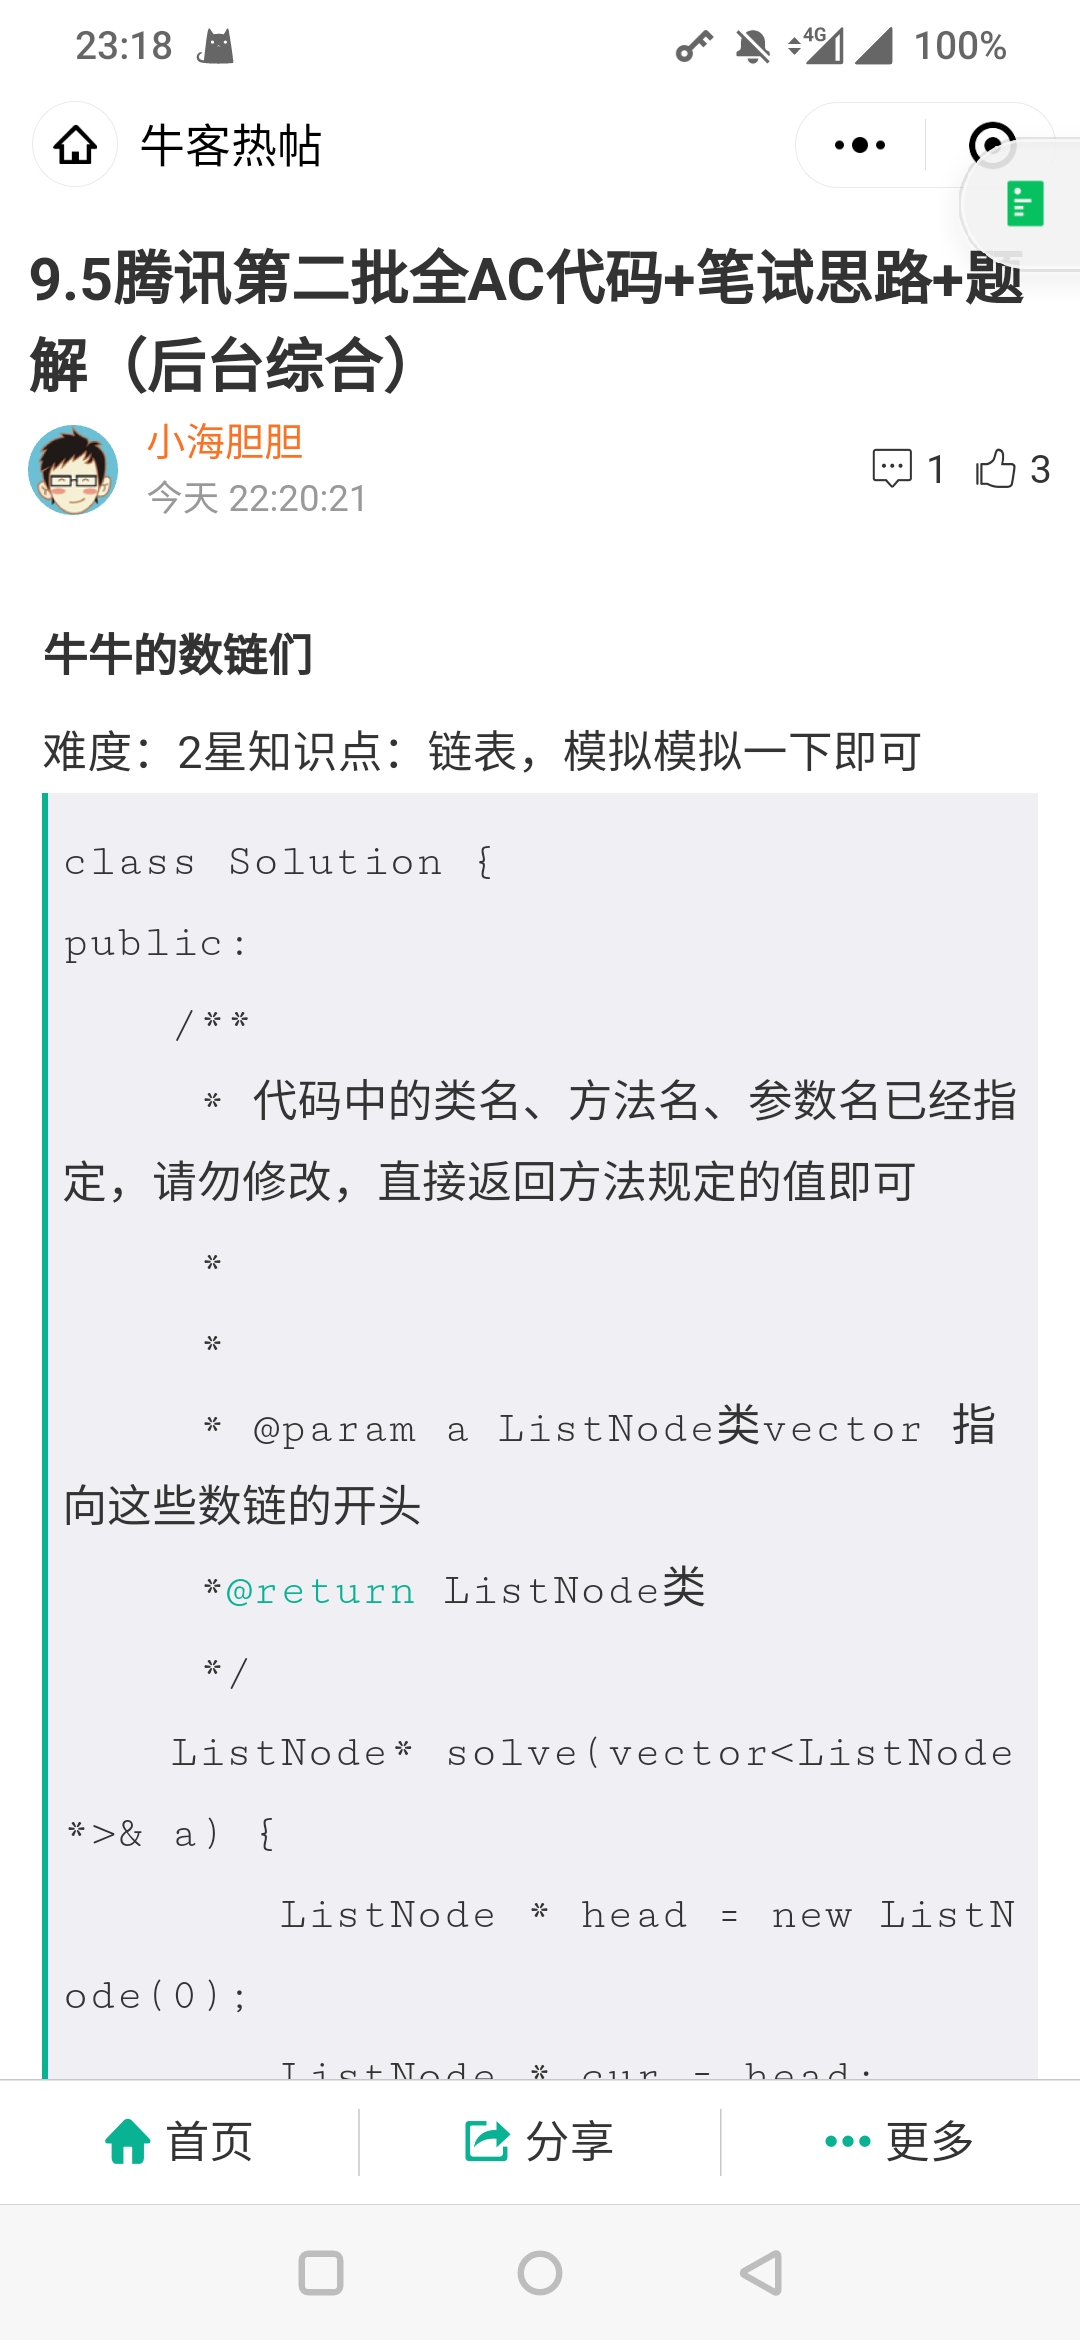 23:18
4G
100%
牛客热帖
9.5腾讯第二批全AC代码+笔试思路+题
解（后台综合）
小海胆胆
今天 22:20:21
1
3
牛牛的数链们
难度：2星知识点：链表，模拟模拟一下即可
class Solution {
public:
/**
* 代码中的类名、方法名、参数名已经指
定，请勿修改，直接返回方法规定的值即可
*
*
* @param a ListNode类vector 指
向这些数链的开头
*@return ListNode类
*/
ListNode* solve(vector<ListNode
*>& a) {
ListNode * head = new ListN
ode(0);
ListNode * cur = head;
首页
分享
更多